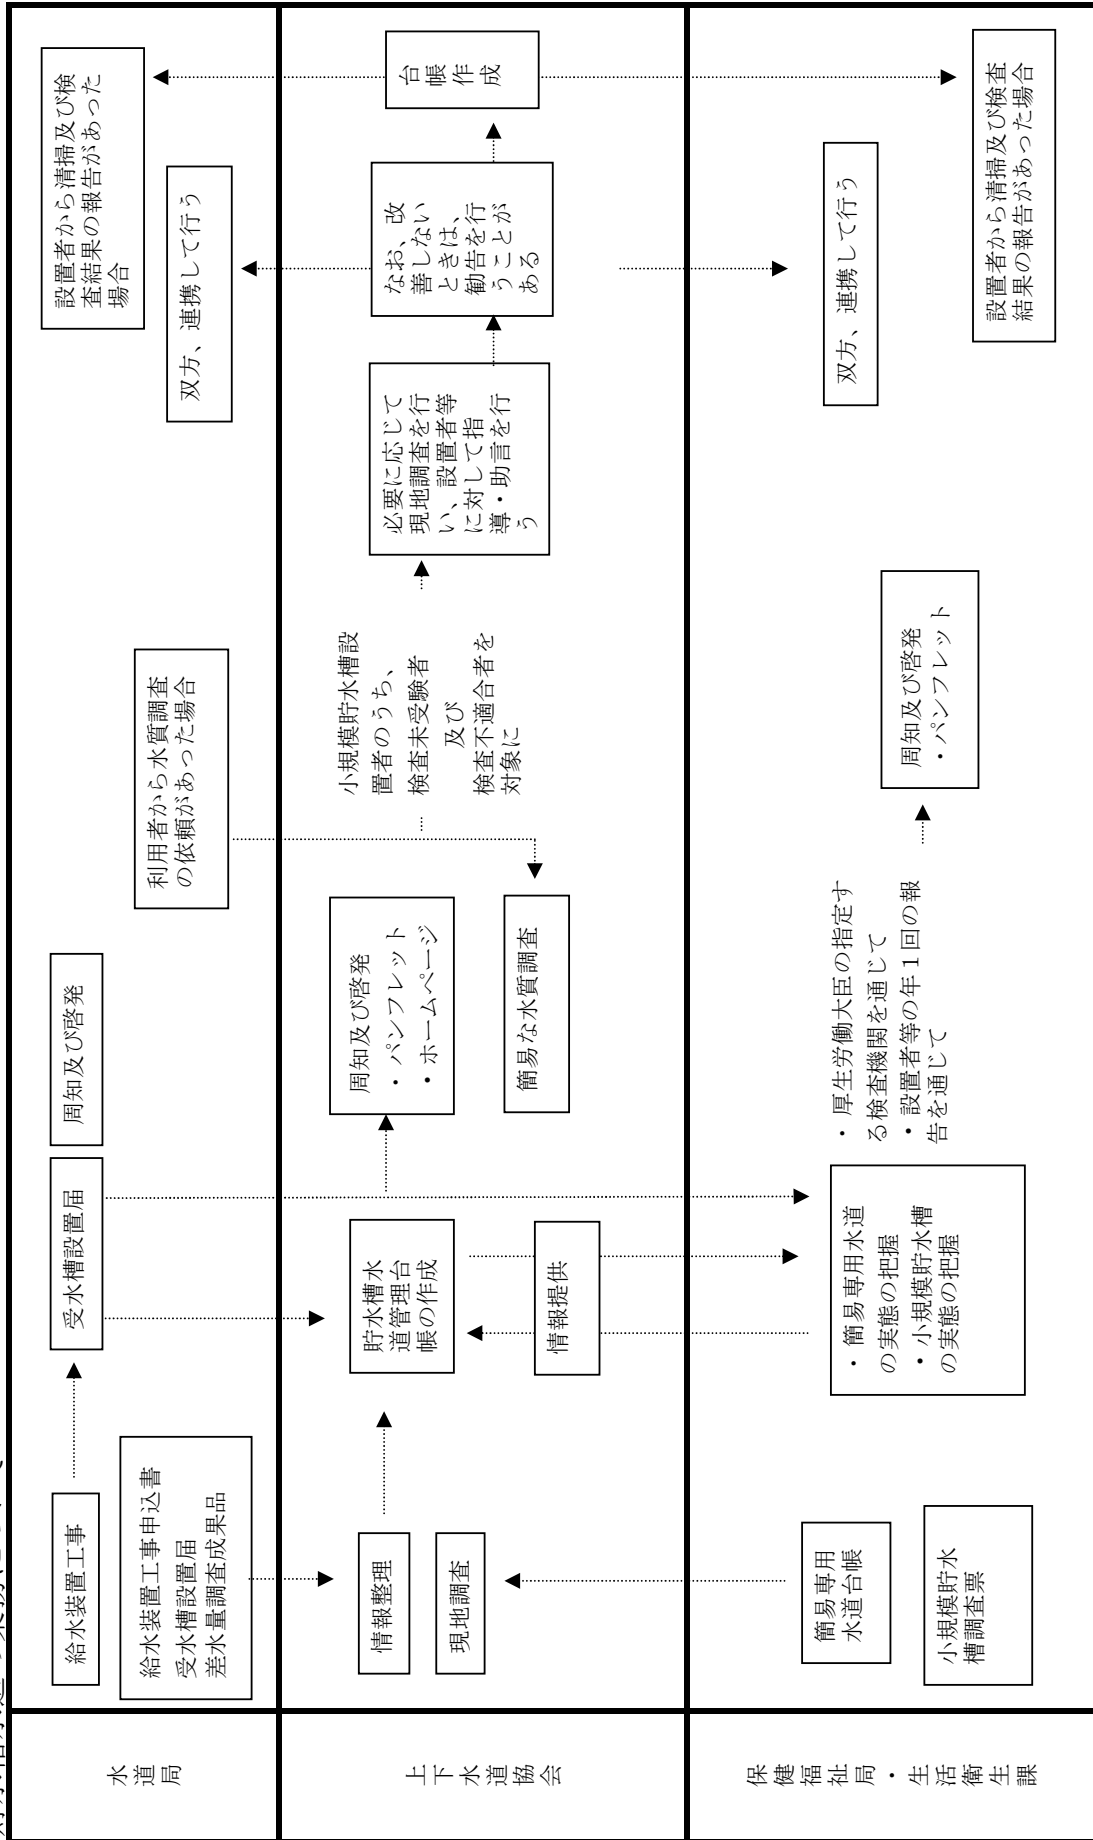 水道局
給水装置工事
給水装置工事申込書
受水槽設置届
差水量調査成果品
受水槽設置届
周知及び啓発
利用者から水質調査
の依頼があった場合
双方、連携して行う
設置者から清掃及び検
査結果の報告があった
場合
上下水道協会
情報整理
現地調査
貯水槽水
道管理台
帳の作成
情報提供
周知及び啓発
・パンフレット
・ホームページ
簡易な水質調査
小規模貯水槽設
置者のうち、
検査未受験者
及び
検査不適合者を
対象に
必要に応じて
現地調査を行
い、設置者等
に対して指
導・助言を行
う
なお、改
善しない
ときは、
勧告を行
うことが
ある
台帳作成
保健福祉局・生活衛生課
簡易専用
水道台帳
小規模貯水
槽調査票
・簡易専用水道
の実態の把握
・小規模貯水槽
の実態の把握
・厚生労働大臣の指定す
る検査機関を通じて
・設置者等の年１回の報
告を通じて
周知及び啓発
・パンフレット
双方、連携して行う
設置者から清掃及び検査
結果の報告があった場合